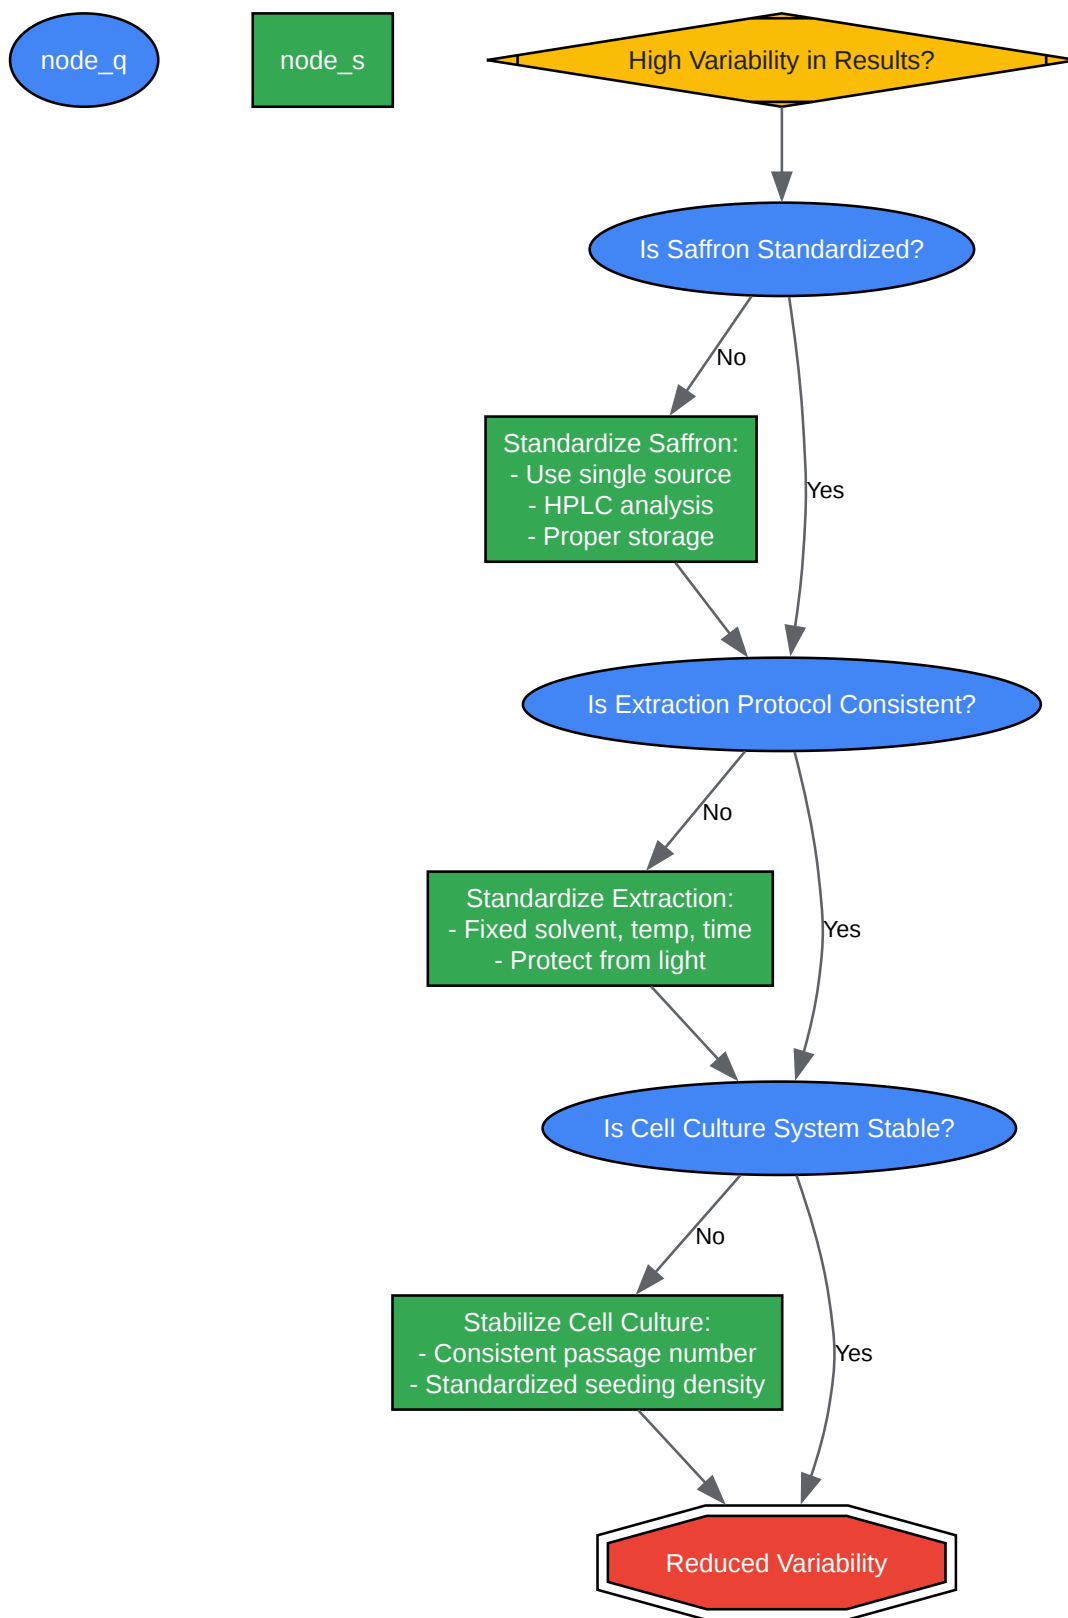 node_q
node_s
High Variability in Results?
Is Saffron Standardized?
No
Standardize Saffron:
- Use single source
- HPLC analysis
- Proper storage
Yes
Is Extraction Protocol Consistent?
No
Standardize Extraction:
- Fixed solvent, temp, time
- Protect from light
Yes
Is Cell Culture System Stable?
No
Stabilize Cell Culture:
- Consistent passage number
- Standardized seeding density
Yes
Reduced Variability